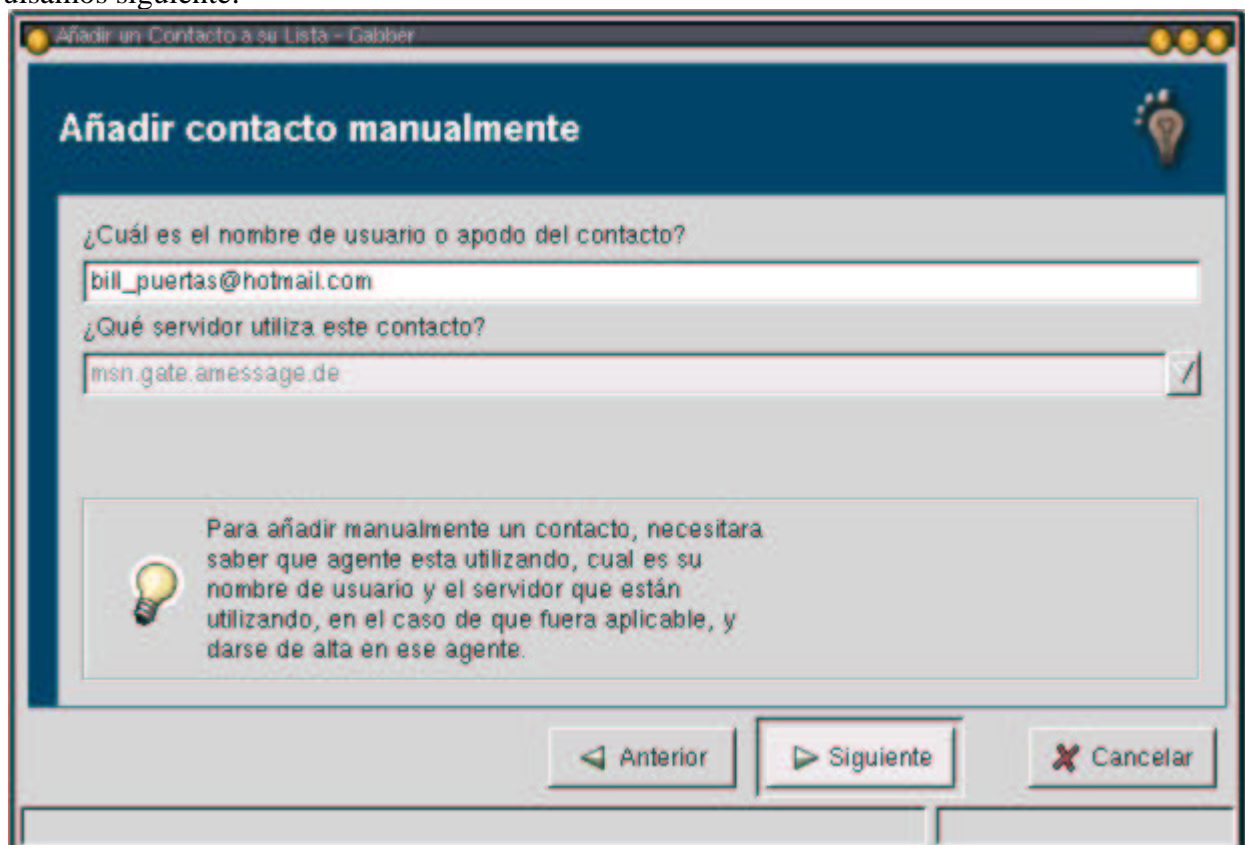 siguiente.
Añadir un Contacto a su Lista - Gabber
Añadir contacto manualmente
¿Cuál es el nombre de usuario o apodo del contacto?
bill_puertas@hotmail.com
¿Qué servidor utiliza este contacto?
msn.gate.amessage.de
Para añadir manualmente un contacto, necesitara
saber que agente esta utilizando, cual es su
nombre de usuario y el servidor que están
utilizando, en el caso de que fuera aplicable, y
darse de alta en ese agente.
Anterior Siguiente Cancelar